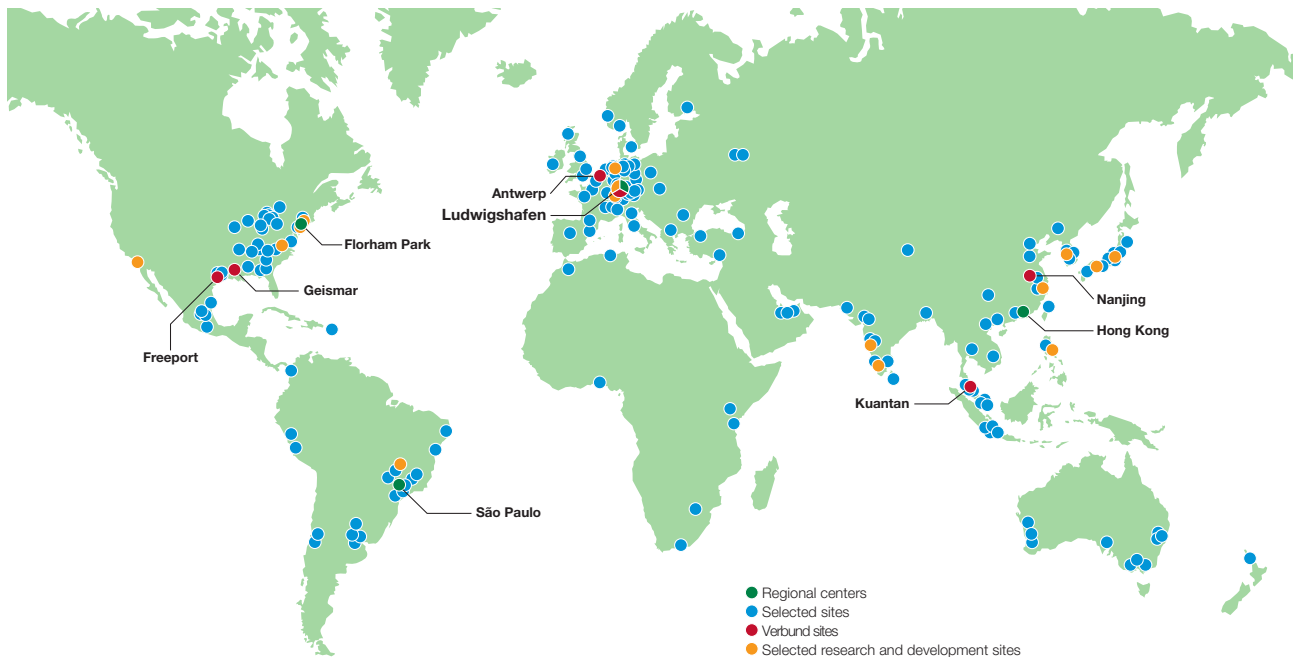 Antwerp
Ludwigshafen
Florham Park
Geismar
Freeport
Nanjing
Hong Kong
Kuantan
São Paulo
Regional centers
Selected sites
Verbund sites
Selected research and development sites